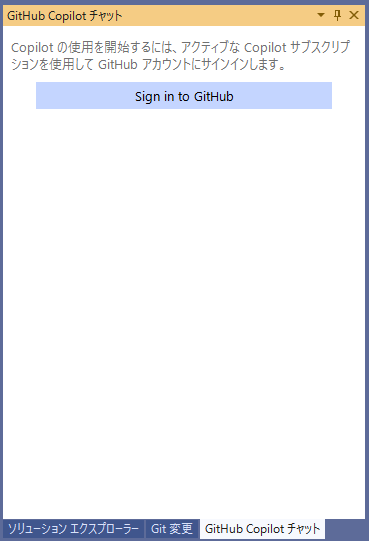 GitHub Copilot チャット
Copilot の使用を開始するには、アクティブな Copilot サブスクリプ
ションを使用して GitHub アカウントにサインインします。
Sign in to GitHub
ソリューション エクスプローラー Git 変更 GitHub Copilot チャット